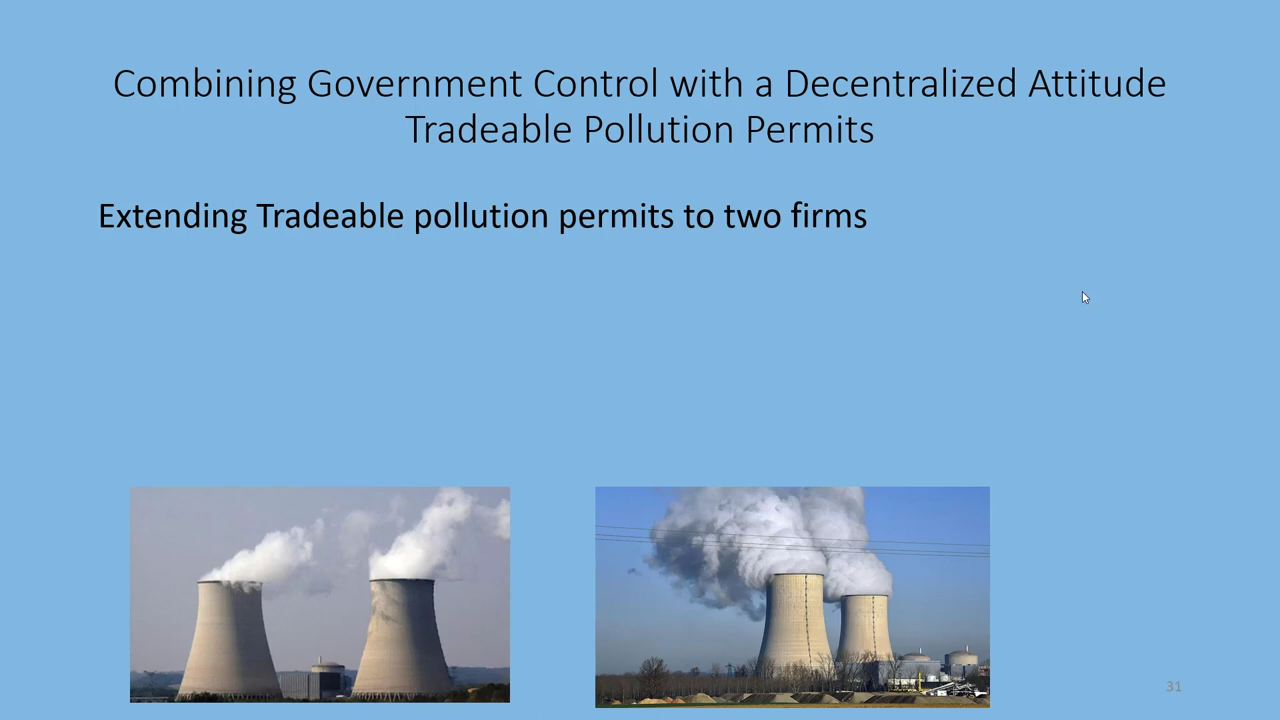 Combining Government Control with a Decentralized Attitude
Tradeable Pollution Permits
Extending Tradeable pollution permits to two firms
31